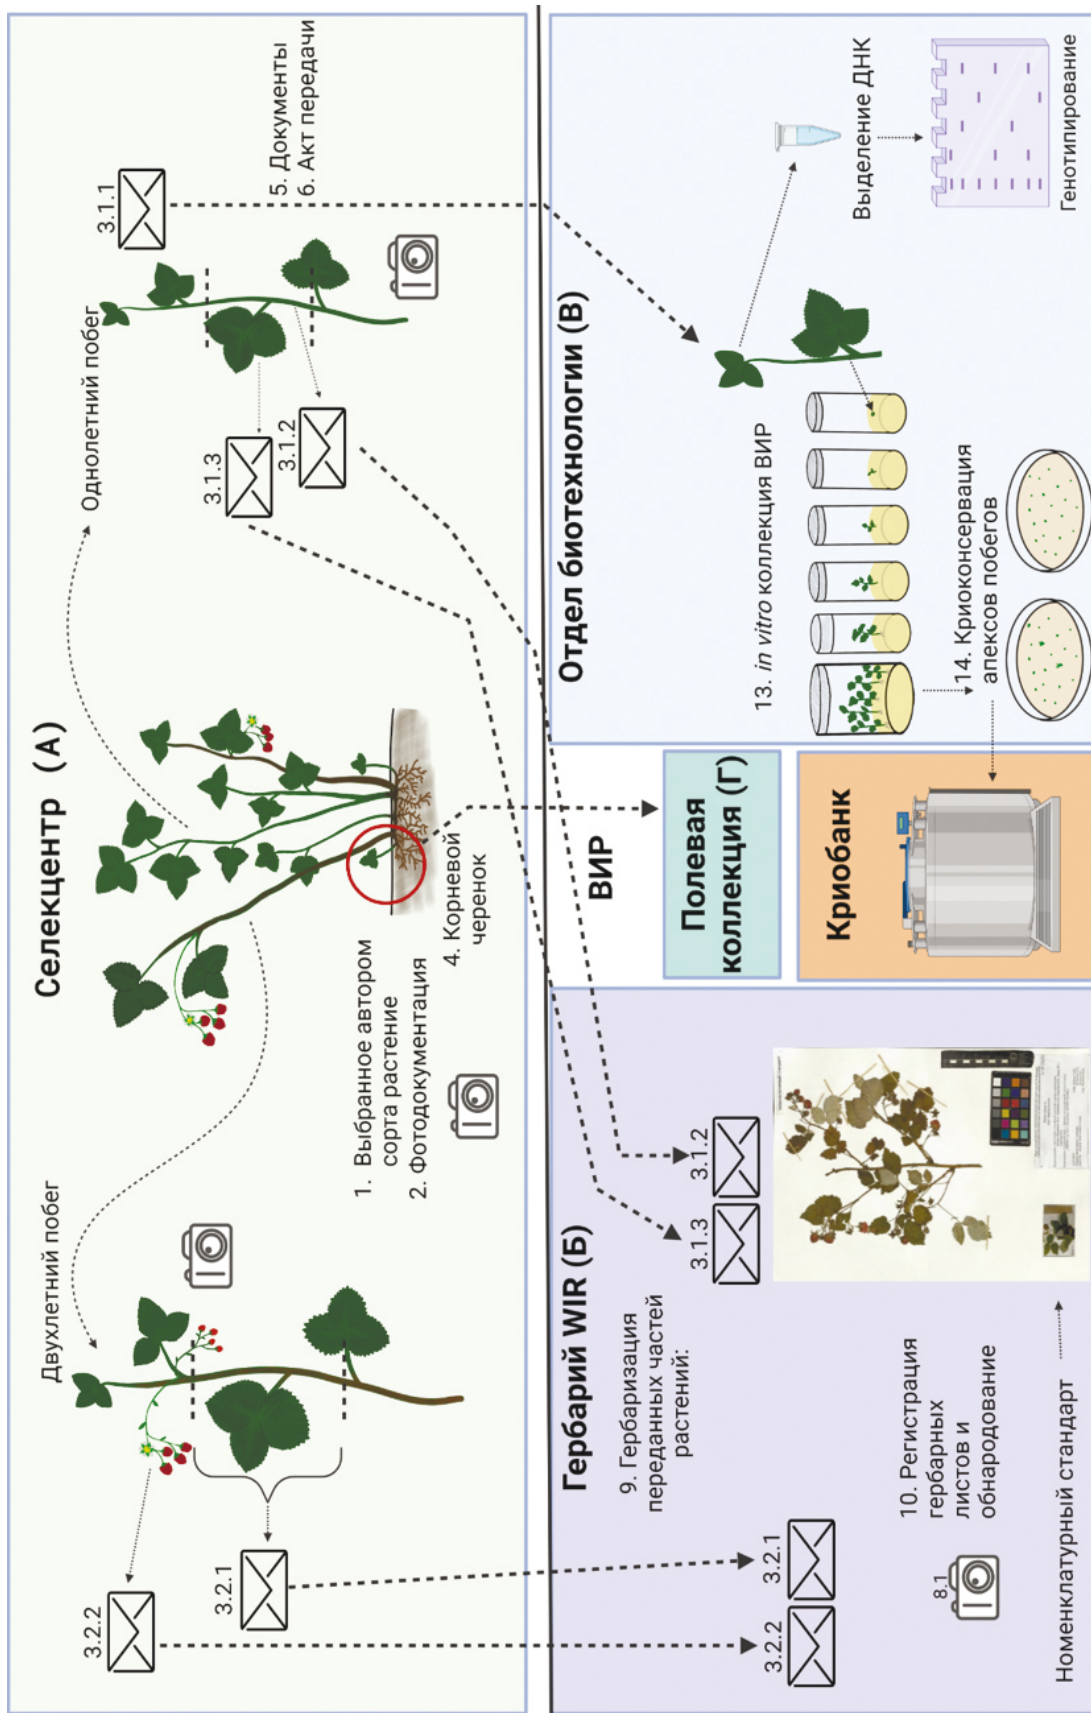 Селекцентр (А)
Двухлетний побег
Однолетний побег
3.2.2
3.2.1
3.1.3
3.1.2
3.1.1
1. Выбранное автором
сорта растение
2. Фотодокументация
4. Корневой
черенок
5. Документы
6. Акт передачи
ВИР
Гербарий WIR (Б)
9. Гербаризация
переданных частей
растений:
3.2.2
3.2.1
3.1.3
3.1.2
8.1
10. Регистрация
гербарных
листов и
обнародование
Номенклатурный стандарт
Полевая
коллекция (Г)
Криобанк
Отдел биотехнологии (В)
13. in vitro коллекция ВИР
14. Криоконсервация
апексов побегов
Выделение ДНК
Генотипирование